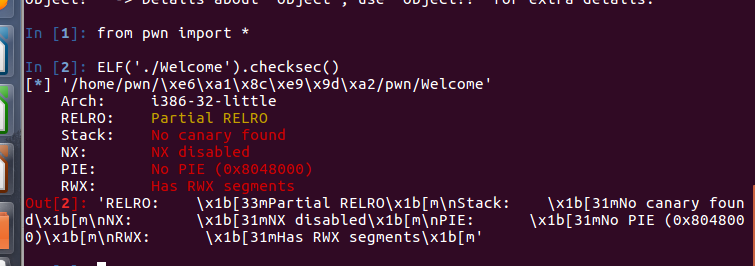 object?   -> Details about 'object', use 'object??' for extra details.
In [1]: from pwn import *
In [2]: ELF('./Welcome').checksec()
[*] '/home/pwn/\xe6\xa1\x8c\xe9\x9d\xa2/pwn/Welcome'
    Arch:     i386-32-little
    RELRO:    Partial RELRO
    Stack:    No canary found
    NX:       NX disabled
    PIE:      No PIE (0x8048000)
    RWX:      Has RWX segments
Out[2]: 'RELRO:    \x1b[33mPartial RELRO\x1b[m\nStack:    \x1b[31mNo canary foun
d\x1b[m\nNX:       \x1b[31mNX disabled\x1b[m\nPIE:      \x1b[31mNo PIE (0x804800
0)\x1b[m\nRWX:      \x1b[31mHas RWX segments\x1b[m'